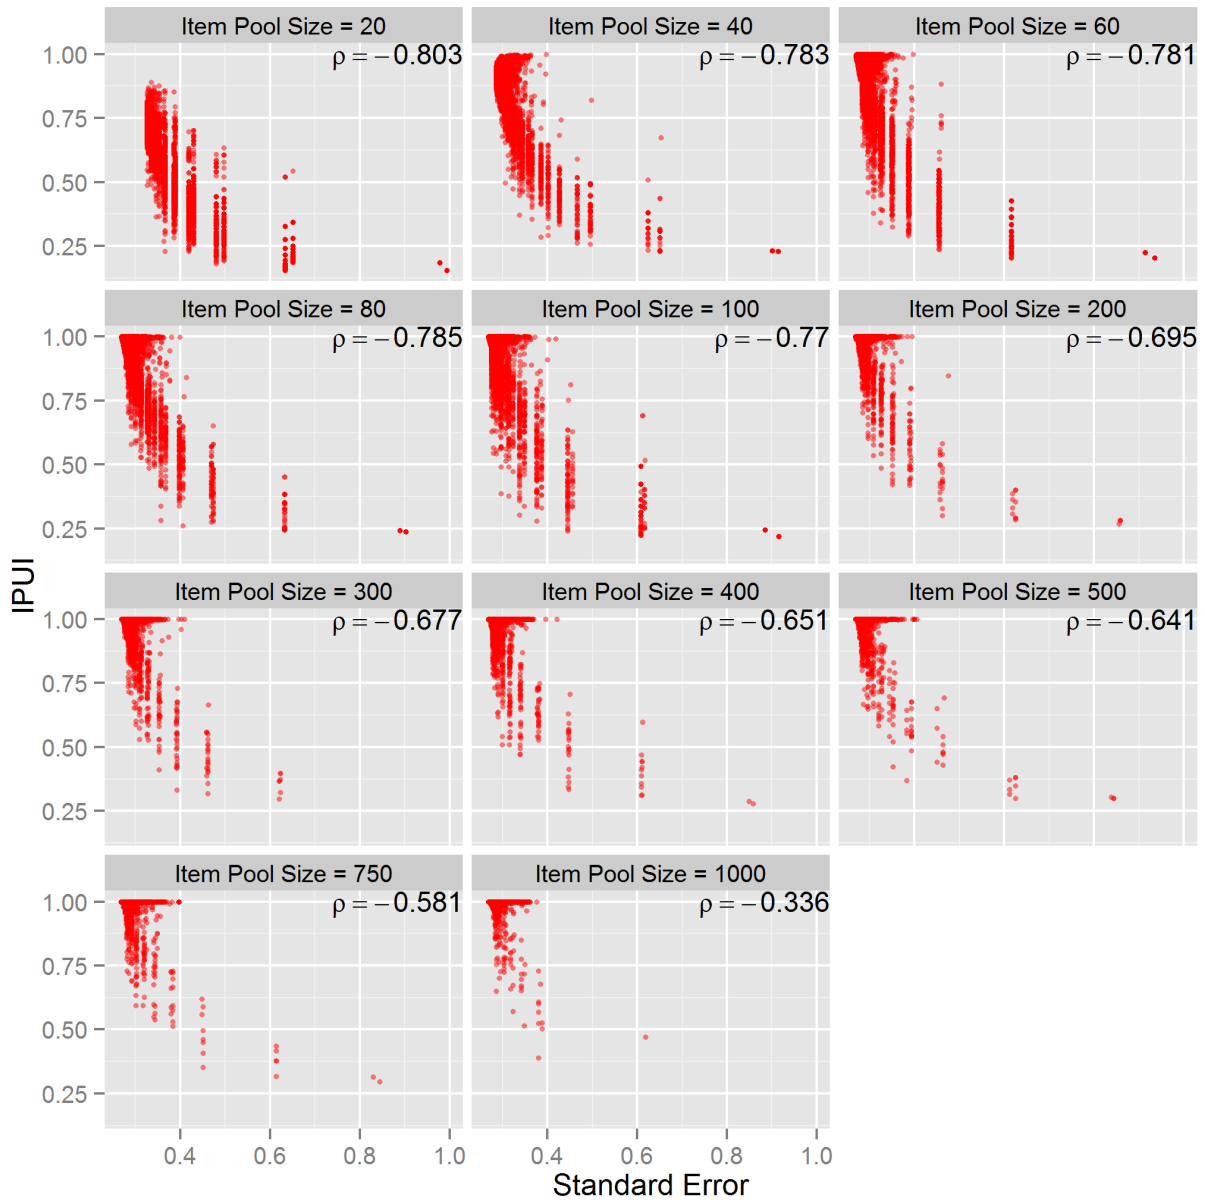 Item Pool Size = 20
Item Pool Size = 40
Item Pool Size = 60
ρ = −0.803
ρ = −0.783
ρ = −0.781
1.00
0.75
0.50
0.25
Item Pool Size = 80
Item Pool Size = 100
Item Pool Size = 200
ρ = −0.785
ρ = −0.77
ρ = −0.695
1.00
0.75
0.50
0.25
IPUI
Item Pool Size = 300
Item Pool Size = 400
Item Pool Size = 500
ρ = −0.677
ρ = −0.651
ρ = −0.641
1.00
0.75
0.50
0.25
Item Pool Size = 750
Item Pool Size = 1000
ρ = −0.581
ρ = −0.336
1.00
0.75
0.50
0.25
0.4 0.6 0.8 1.0
0.4 0.6 0.8 1.0
Standard Error